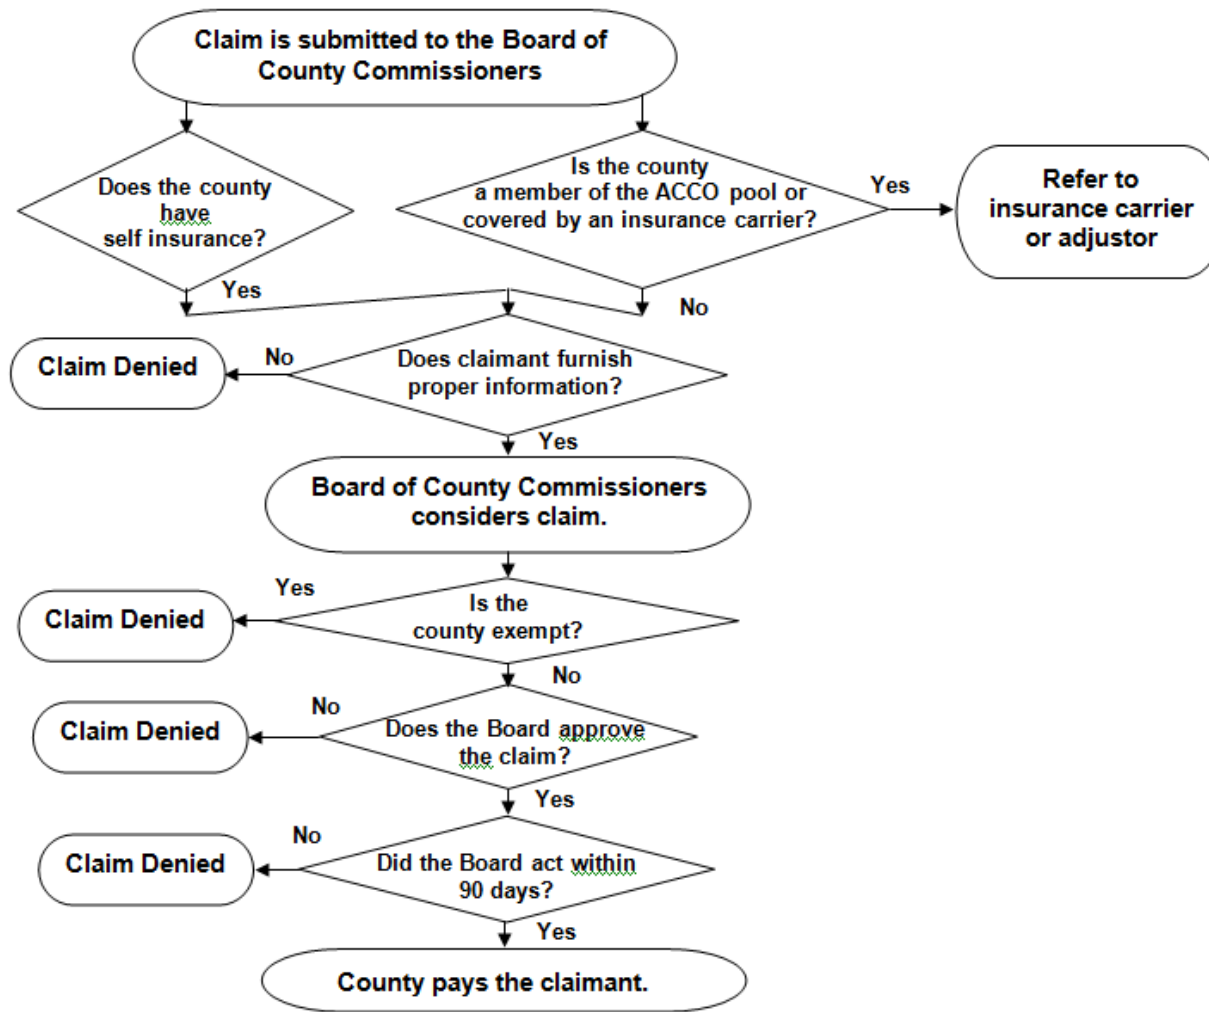 Claim is submitted to the Board of
County Commissioners
Does the county
have
self insurance?
Is the county
a member of the ACCO pool or
covered by an insurance carrier?
Yes
Refer to
insurance carrier
or adjustor
Yes
No
Claim Denied
No
Does claimant furnish
proper information?
Yes
Board of County Commissioners
considers claim.
Claim Denied
Yes
Is the
county exempt?
No
Claim Denied
No
Does the Board approve
the claim?
Yes
Claim Denied
No
Did the Board act within
90 days?
Yes
County pays the claimant.